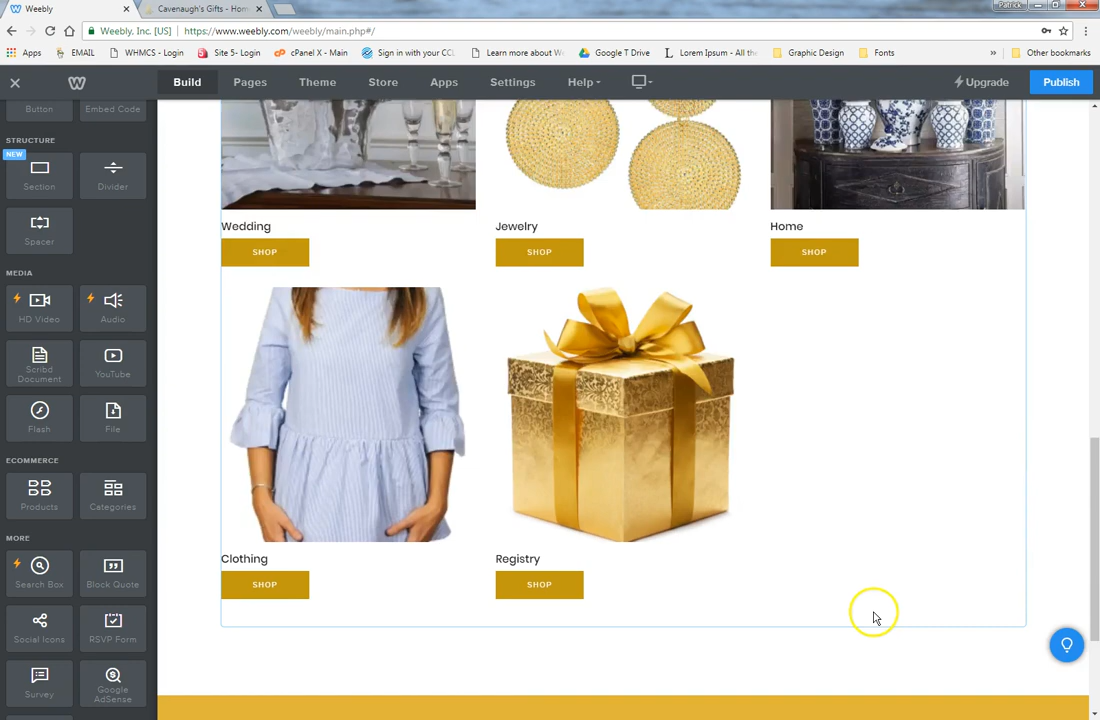 Weebly
Cavenaugh's Gifts - Hom
Patrick
Weebly, Inc. [US]
https://www.weebly.com/weebly/main.php#/
Apps
EMAIL
WHMCS - Login
Site 5- Login
cPanel X - Main
Sign in with your CCL
Learn more about W
Google T Drive
Lorem Ipsum - All the
Graphic Design
Fonts
»
Other bookmarks
Build
Pages
Theme
Store
Apps
Settings
Help
Upgrade
Publish
Button
Embed Code
STRUCTURE
NEW
Section
Divider
Spacer
MEDIA
HD Video
Audio
Scribd
Document
YouTube
Flash
File
ECOMMERCE
Products
Categories
MORE
Search Box
Block Quote
Social Icons
RSVP Form
Survey
Google
AdSense
Wedding
SHOP
Jewelry
SHOP
Home
SHOP
Clothing
SHOP
Registry
SHOP